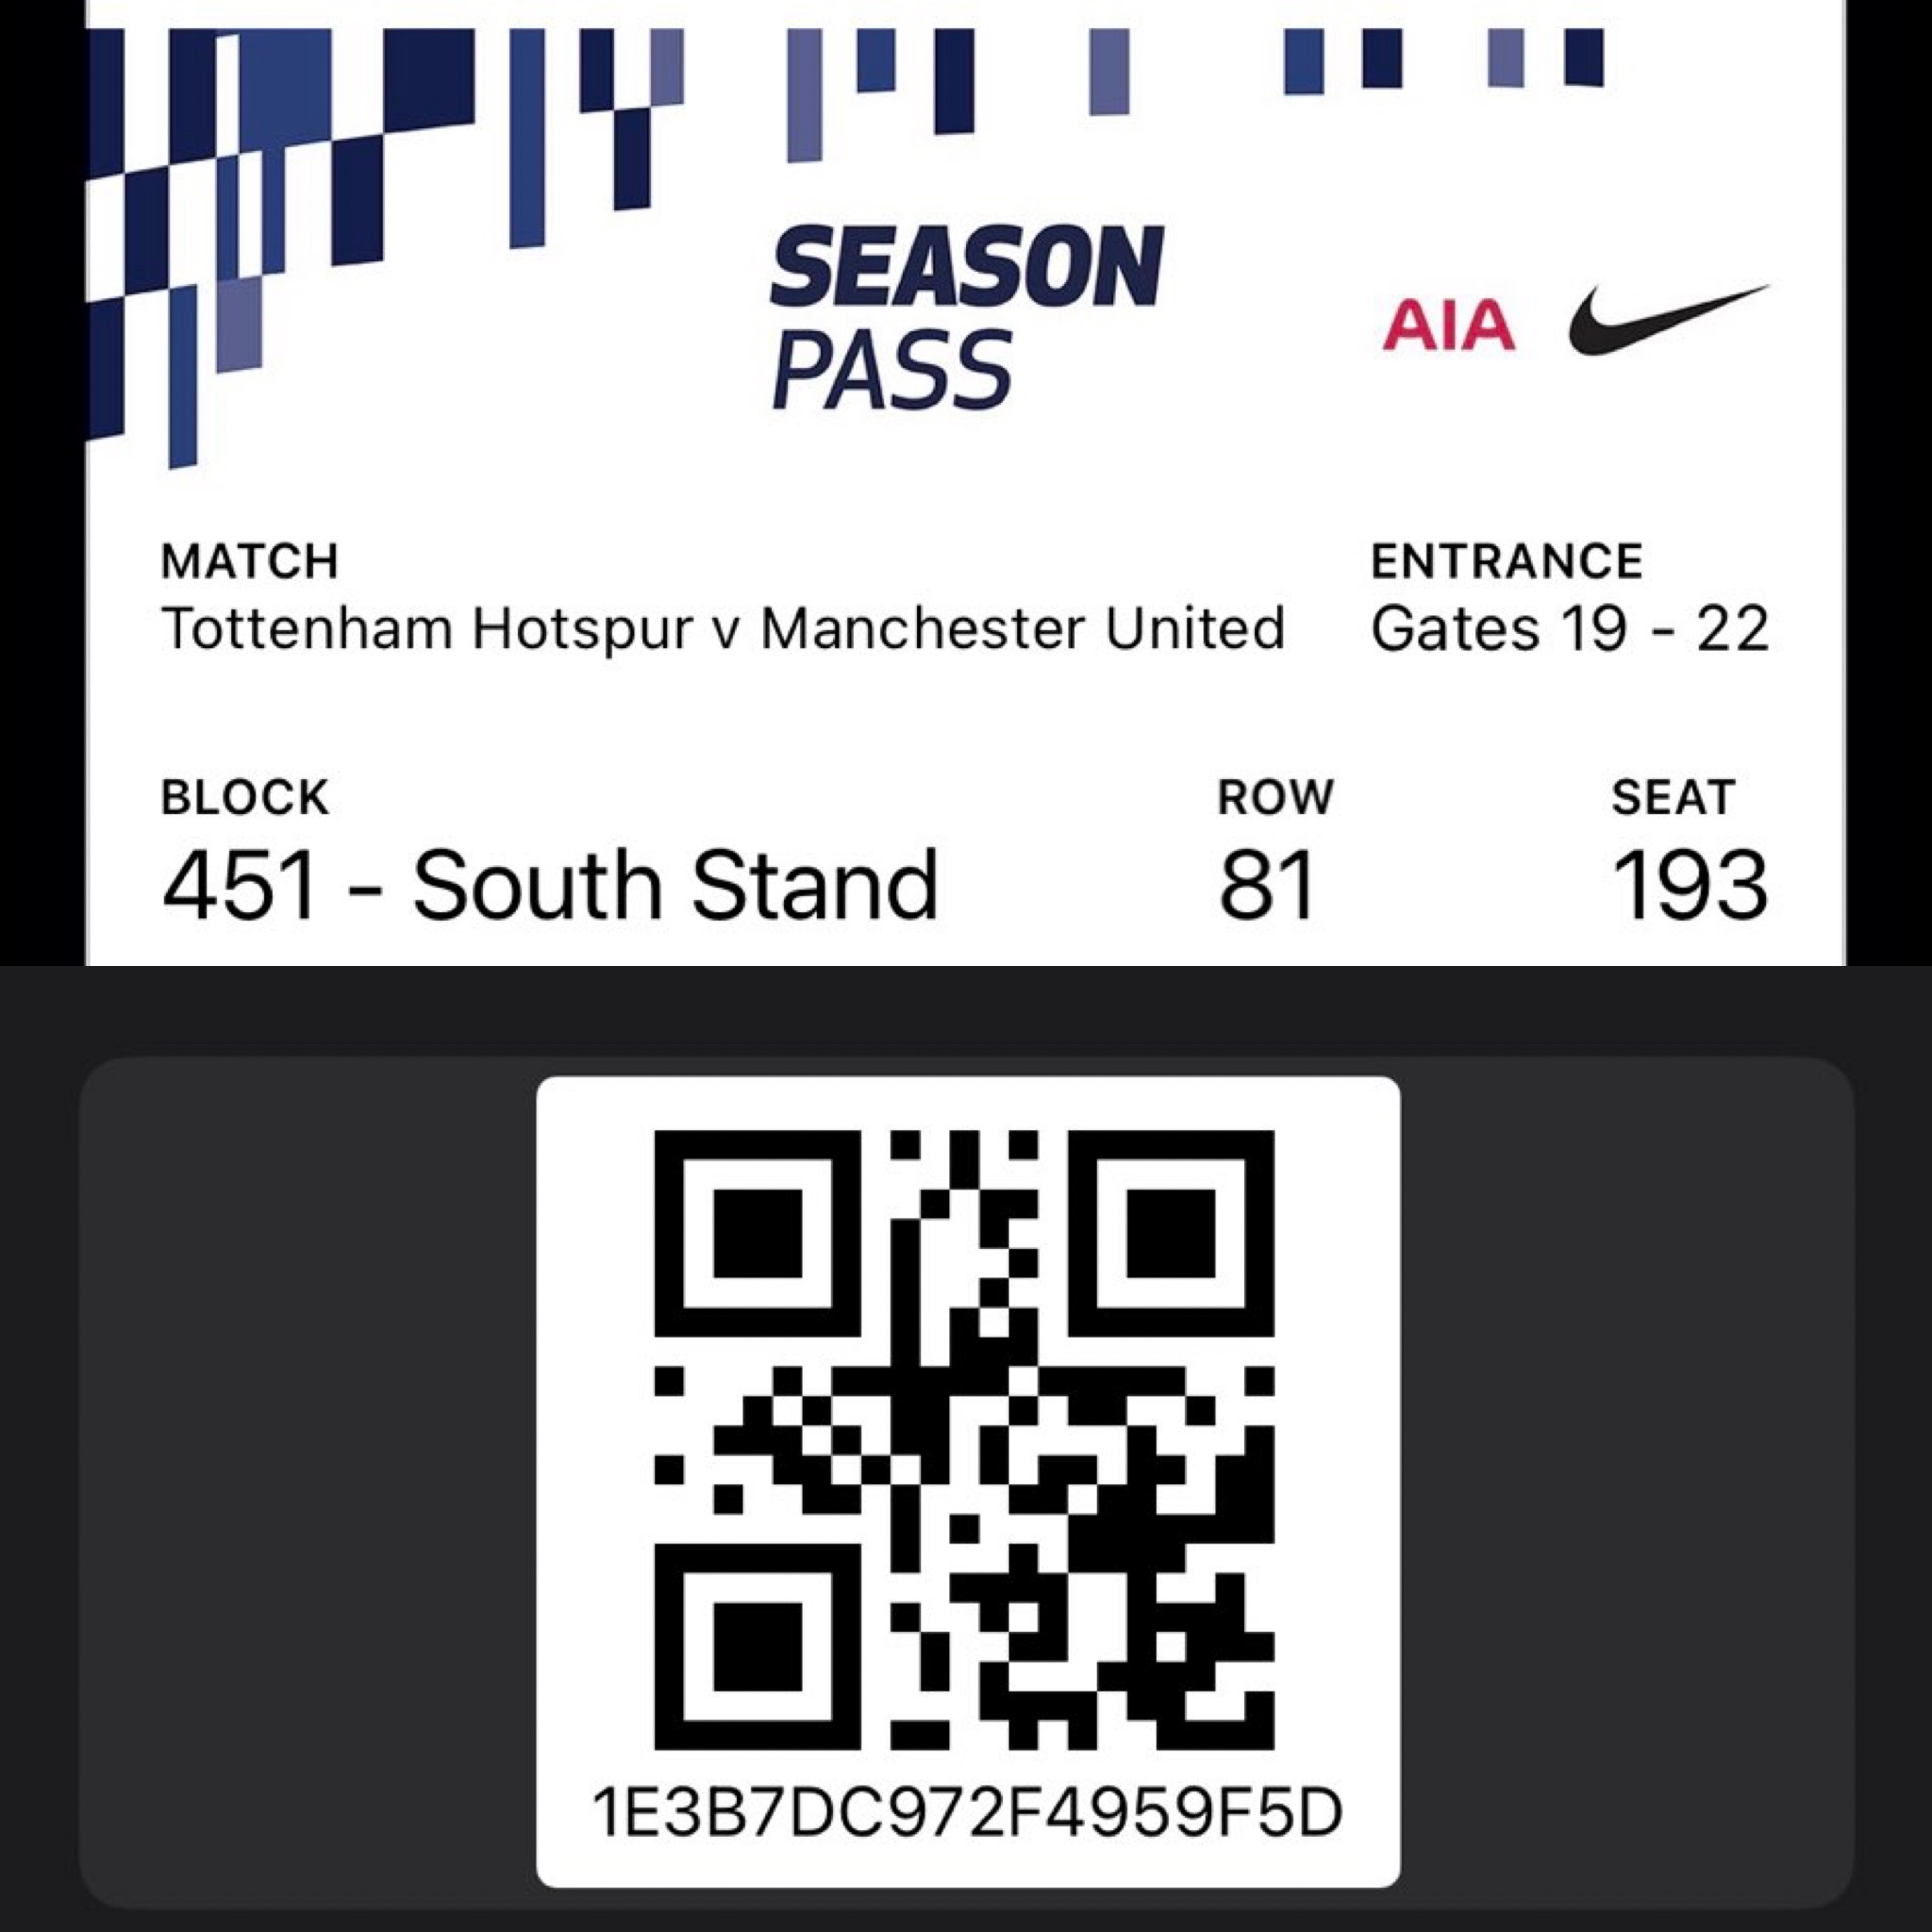 SEASON
PASS
AIA
MATCH
ENTRANCE
Tottenham Hotspur v Manchester United
Gates 19 - 22
BLOCK
ROW
SEAT
451 - South Stand
81
193
1E3B7DC972F4959F5D